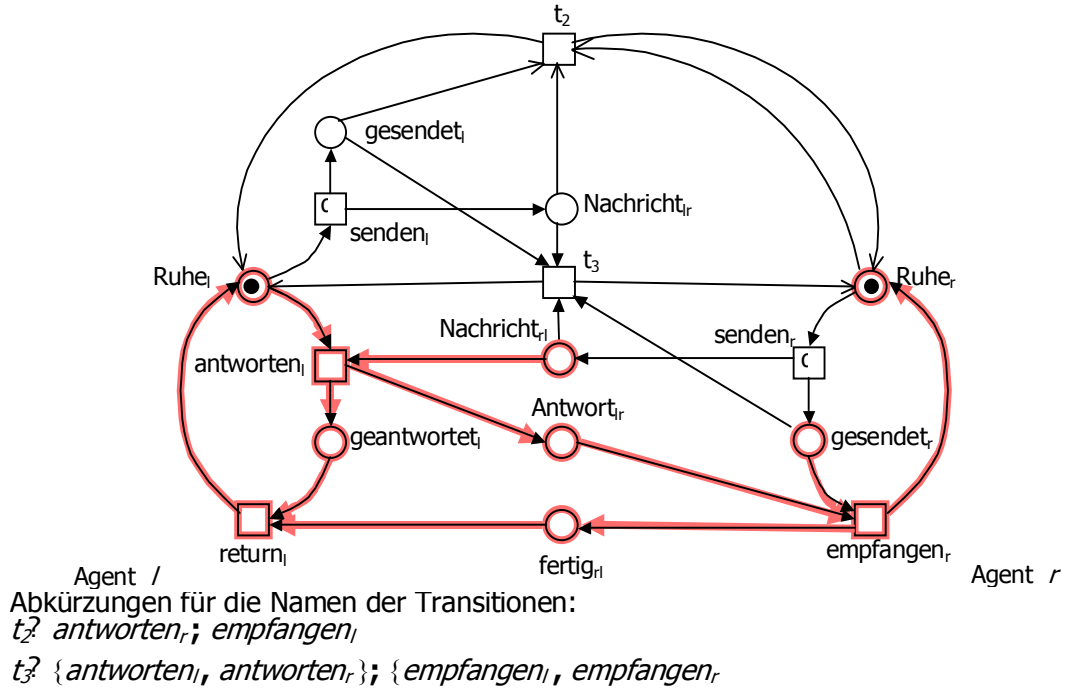 t₂
gesendetₗ
c
Nachrichtₗᵣ
sendenₗ
t₃
Ruheₗ
Ruheᵣ
Nachrichtᵣₗ
sendenᵣ
c
antwortenₗ
Antwortₗᵣ
geantwortetₗ
gesendetᵣ
returnₗ
fertigᵣₗ
empfangenᵣ
Agent l
Agent r
Abkürzungen für die Namen der Transitionen:
t₂? antwortenᵣ; empfangenₗ
t₃? {antwortenₗ, antwortenᵣ}; {empfangenₗ, empfangenᵣ